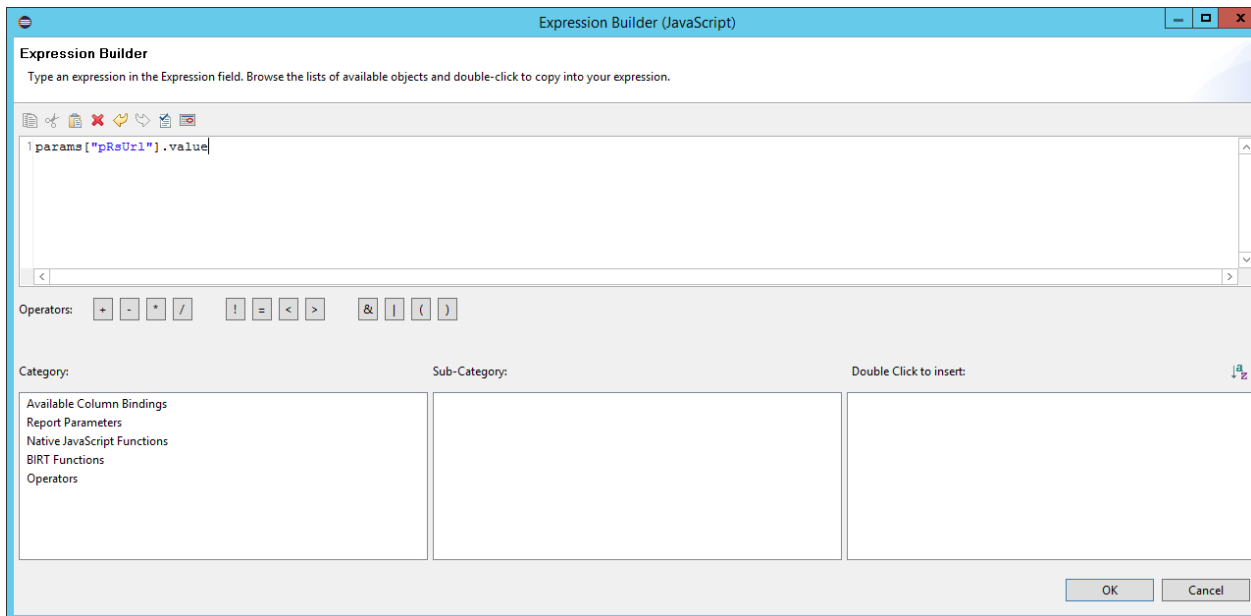 Expression Builder (JavaScript)
Expression Builder
Type an expression in the Expression field. Browse the lists of available objects and double-click to copy into your expression.
1 params["pRsUrl"].value
Operators: + - * / ! = < > & | ( )
Category:
Sub-Category:
Double Click to insert:
Available Column Bindings
Report Parameters
Native JavaScript Functions
BIRT Functions
Operators
OK Cancel